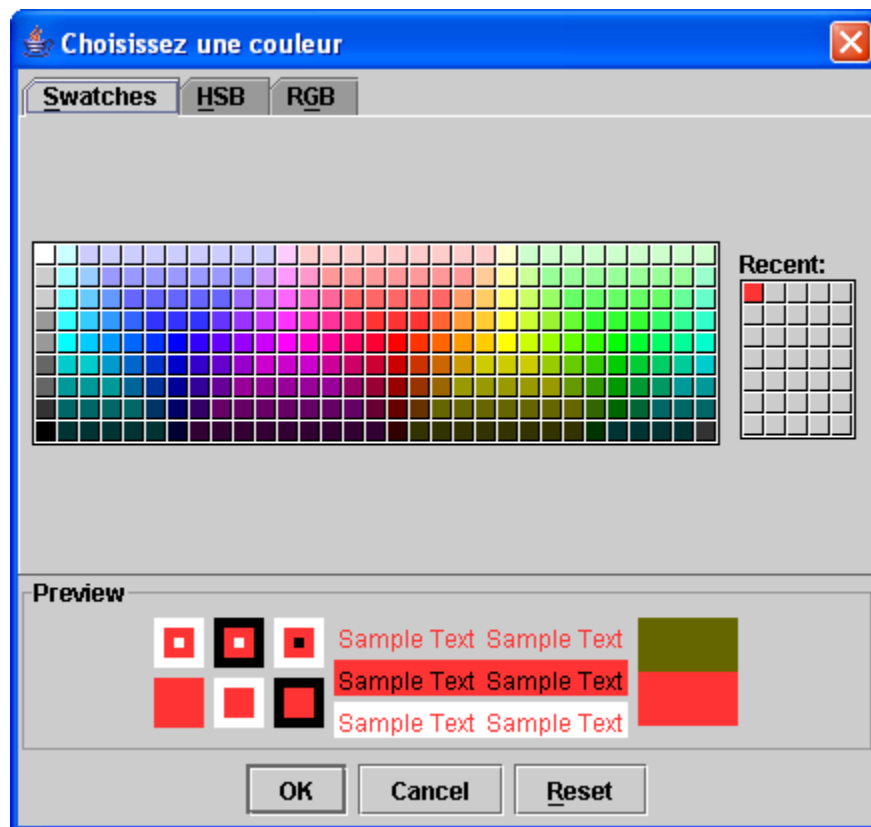 Choisissez une couleur
Swatches HSB RGB
Recent:
Preview
Sample Text Sample Text
Sample Text Sample Text
Sample Text Sample Text
OK Cancel Reset